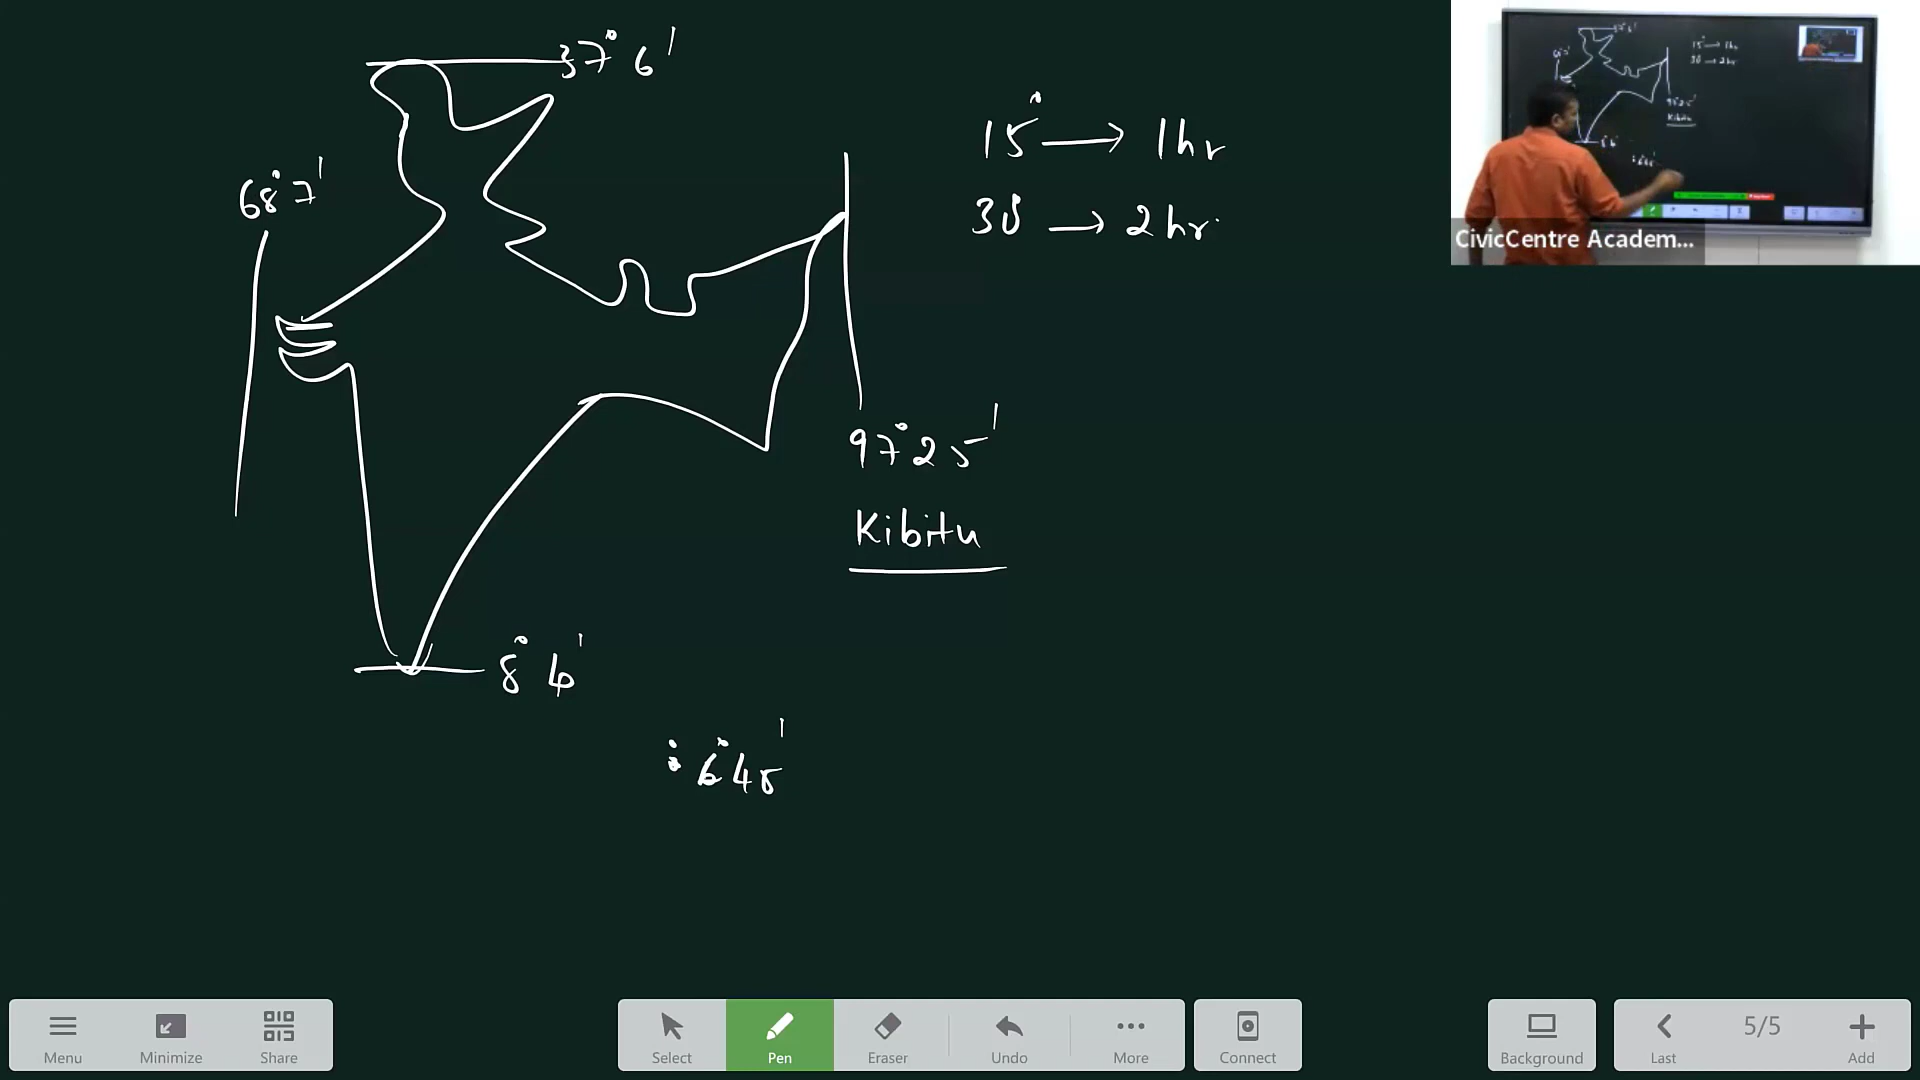 37° 6'
68° 7'
15° → 1hr
30 → 2hr.
97° 25'
Kibitu
8° 4'
6° 45'
CivicCentre Academ...
Menu
Minimize
Share
Select
Pen
Eraser
Undo
More
Connect
Background
Last
5/5
Add